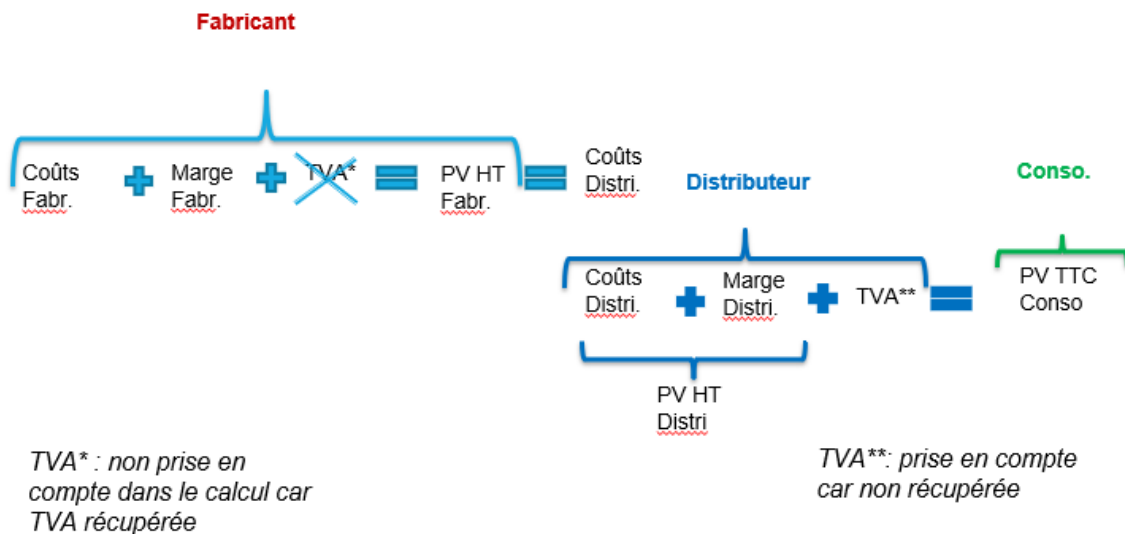 Fabricant
Coûts
Fabr.
Marge
Fabr.
TVA*
PV HT
Fabr.
Coûts
Distri.
Distributeur
Conso.
Coûts
Distri.
Marge
Distri.
TVA**
PV TTC
Conso
PV HT
Distri
TVA* : non prise en
compte dans le calcul car
TVA récupérée
TVA**: prise en compte
car non récupérée